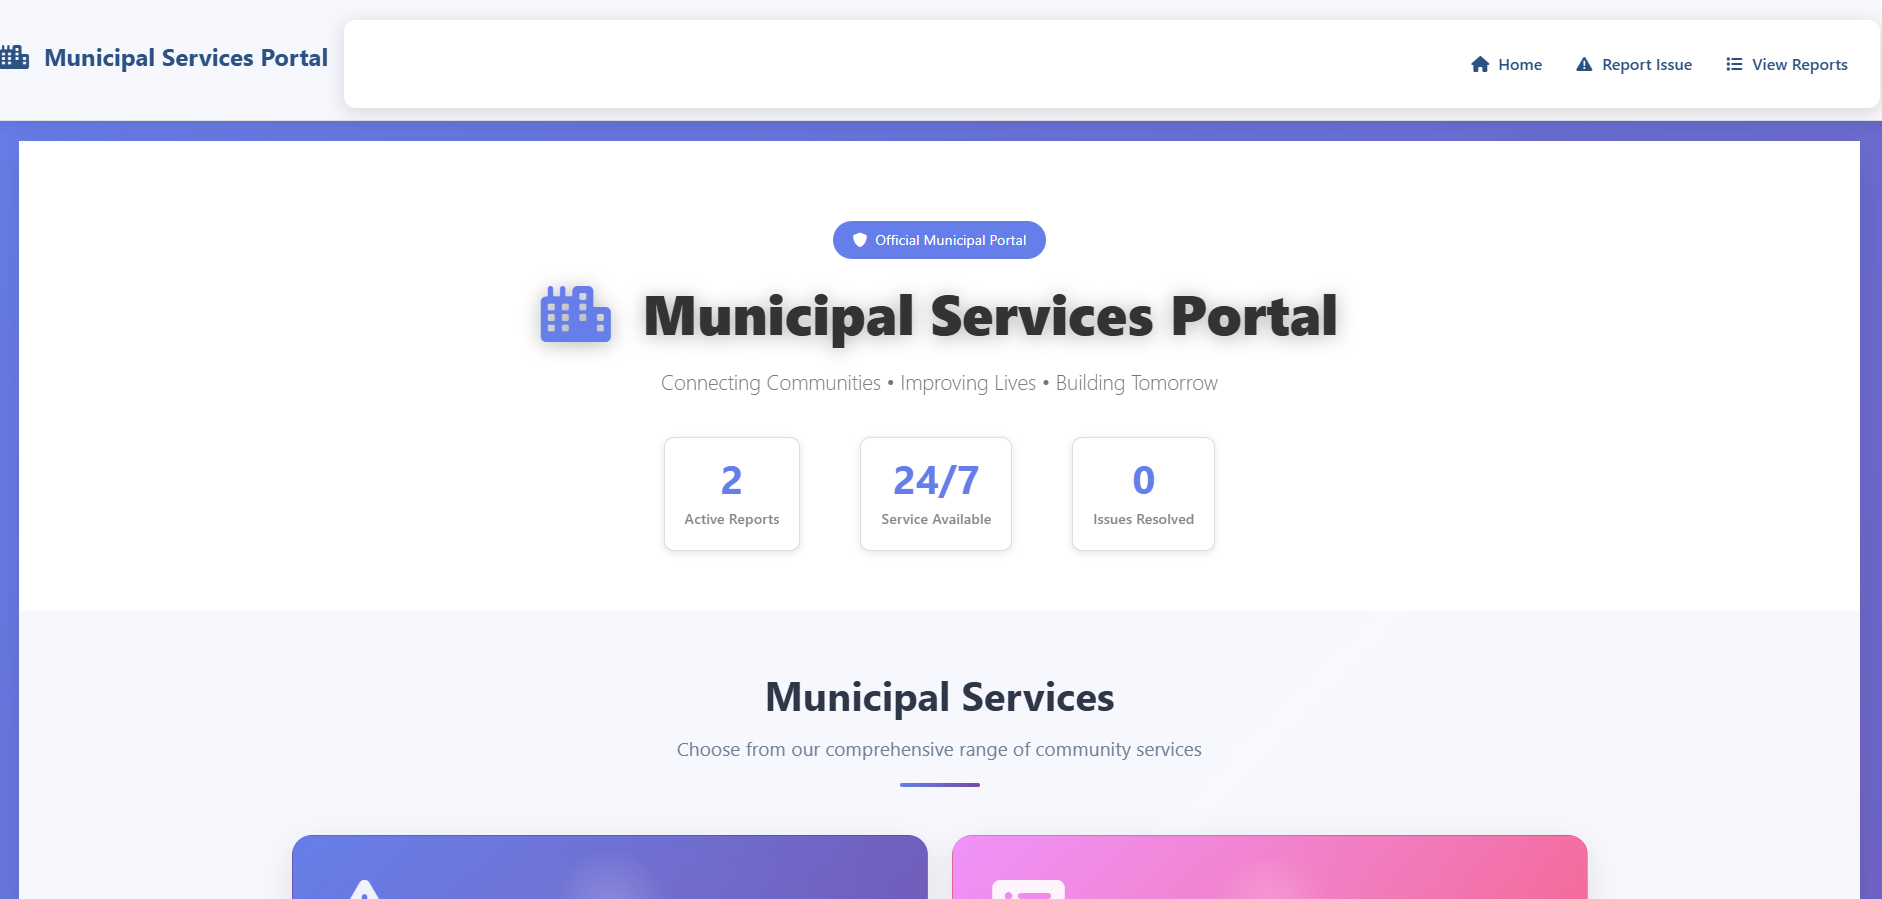 Municipal Services Portal
Home
Report Issue
View Reports
Official Municipal Portal
Municipal Services Portal
Connecting Communities • Improving Lives • Building Tomorrow
2
Active Reports
24/7
Service Available
0
Issues Resolved
Municipal Services
Choose from our comprehensive range of community services